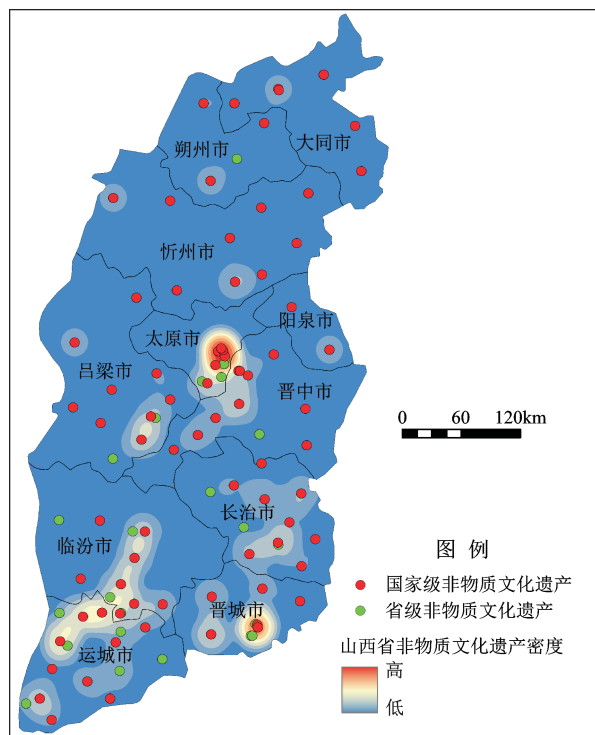 大同市
朔州市
忻州市
太原市
阳泉市
吕梁市
晋中市
0 60 120km
长治市
临汾市
晋城市
运城市
图 例
国家级非物质文化遗产
省级非物质文化遗产
山西省非物质文化遗产密度
高
低